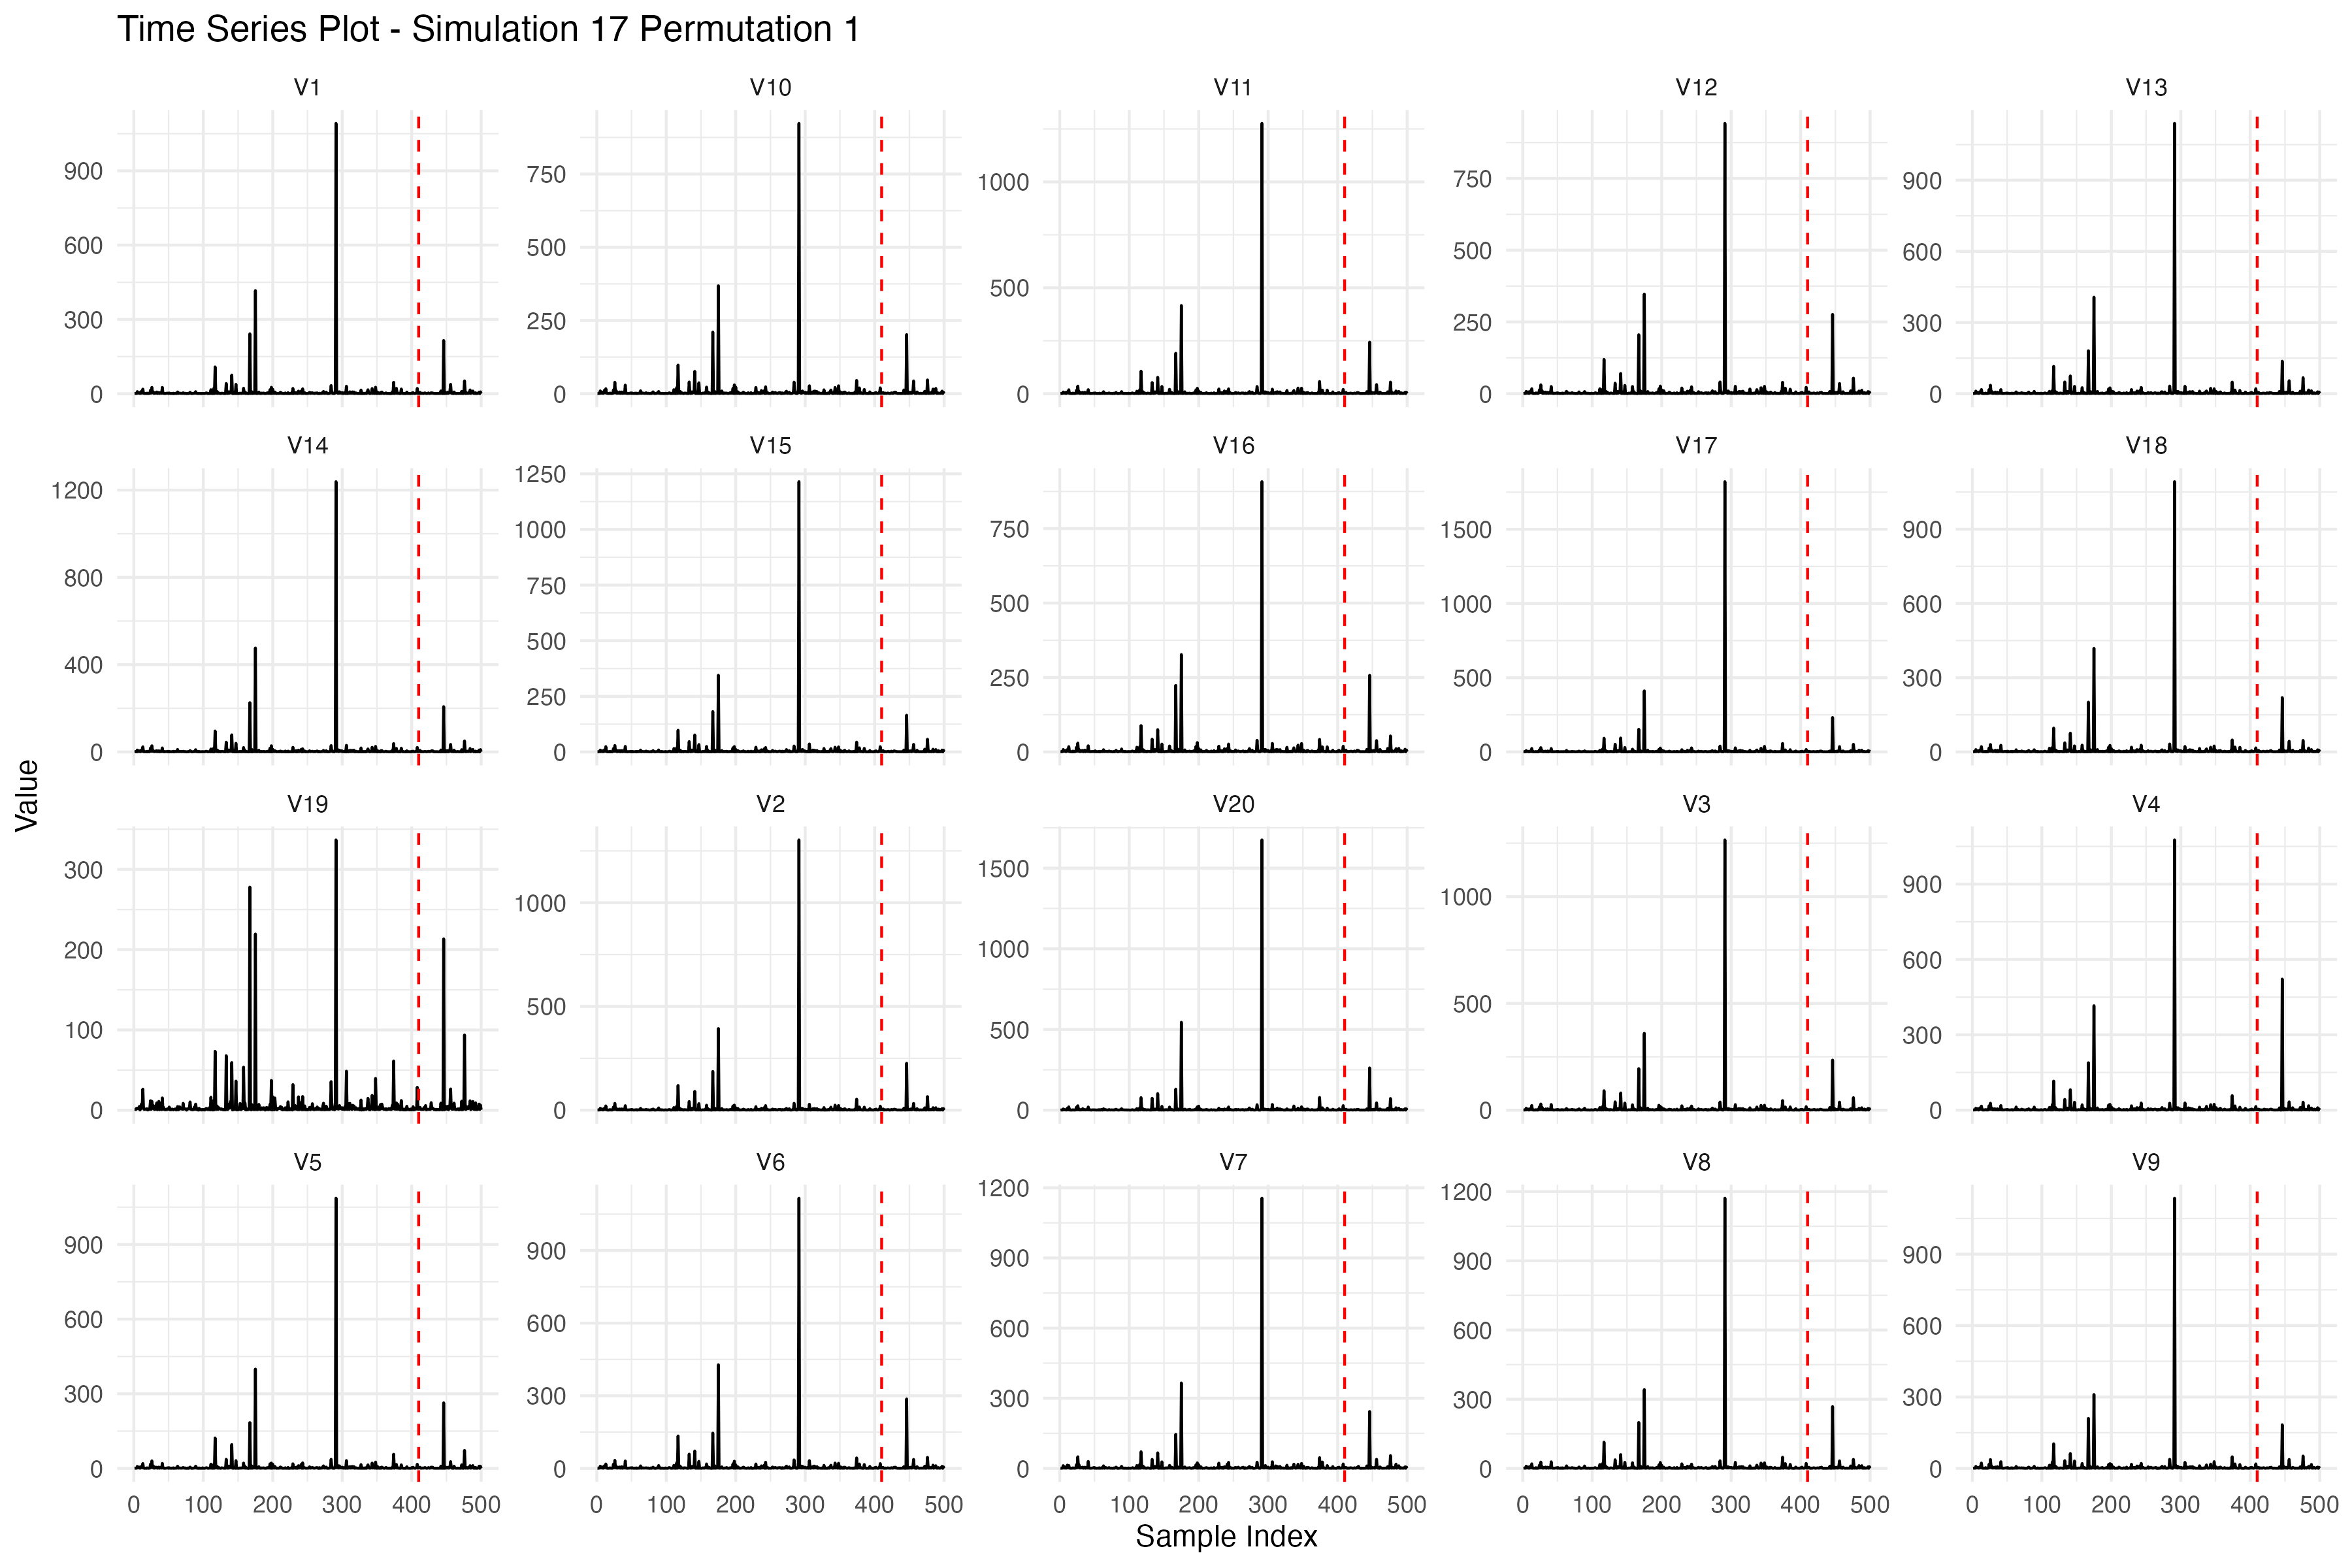 Time Series Plot - Simulation 17 Permutation 1
V1 V10 V11 V12 V13
900 600 300 0
750 500 250 0
1000 500 0
750 500 250 0
900 600 300 0
V14 V15 V16 V17 V18
1200 800 400 0
1250 1000 750 500 250 0
750 500 250 0
1500 1000 500 0
900 600 300 0
Value
V19 V2 V20 V3 V4
300 200 100 0
1000 500 0
1500 1000 500 0
1000 500 0
900 600 300 0
V5 V6 V7 V8 V9
900 600 300 0
900 600 300 0
1200 900 600 300 0
1200 900 600 300 0
900 600 300 0
0 100 200 300 400 500
0 100 200 300 400 500
0 100 200 300 400 500
0 100 200 300 400 500
0 100 200 300 400 500
Sample Index